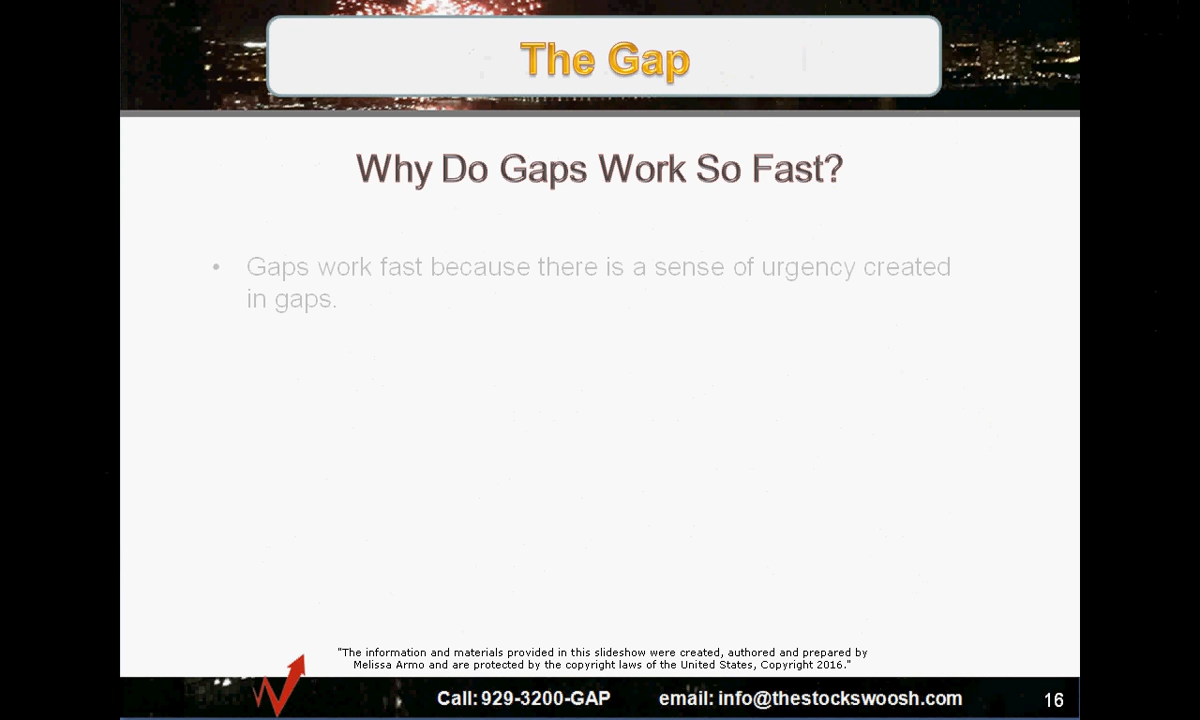 The Gap
Why Do Gaps Work So Fast?
• Gaps work fast because there is a sense of urgency created
in gaps.
"The information and materials provided in this slideshow were created, authored and prepared by
Melissa Armo and are protected by the copyright laws of the United States, Copyright 2016."
Call: 929-3200-GAP email: info@thestockswoosh.com 16